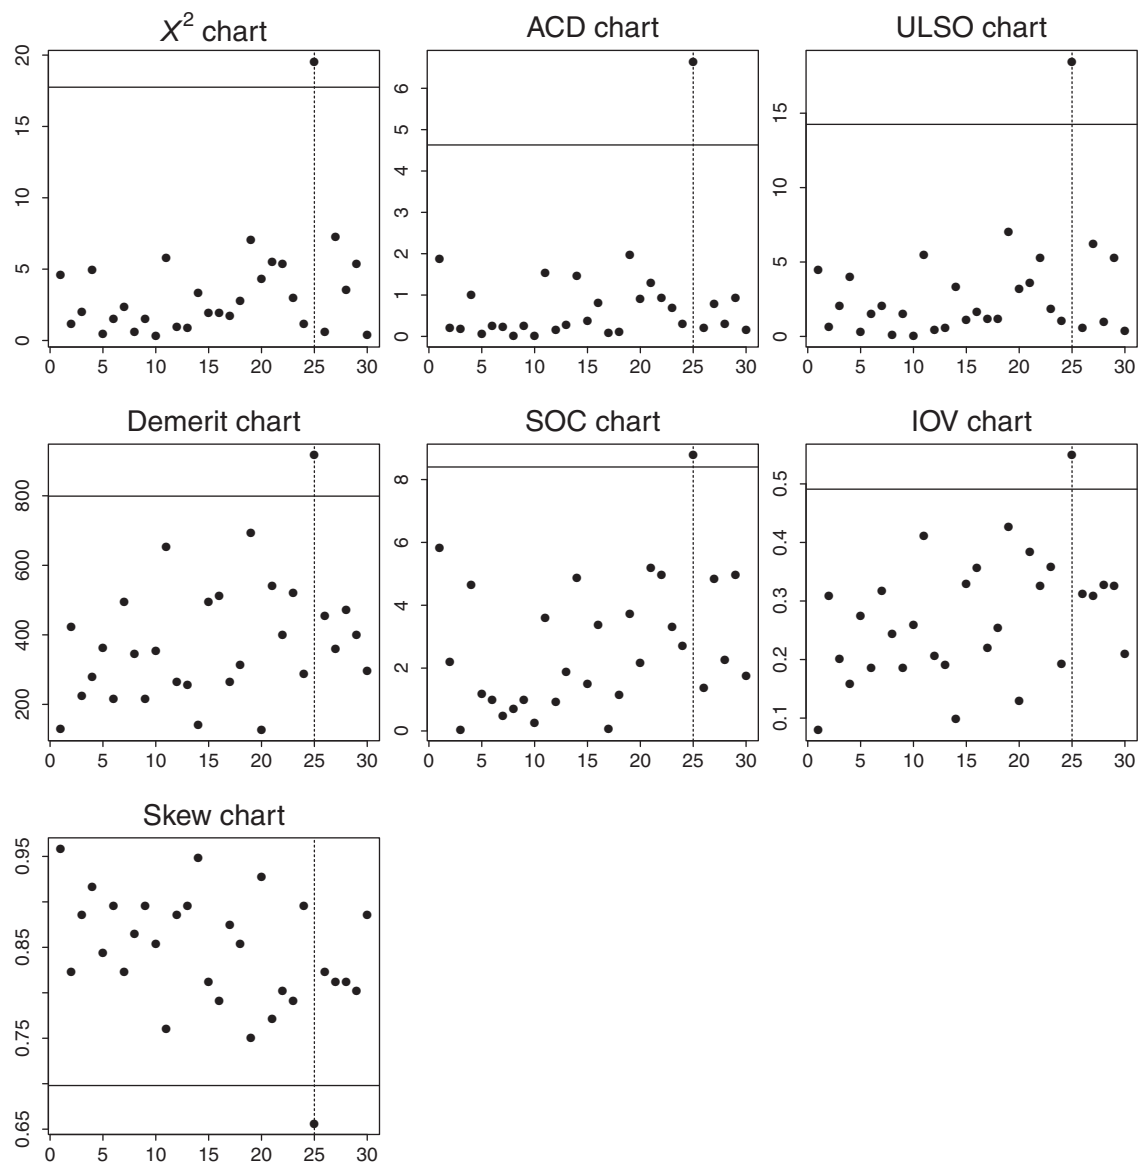 X² chart
ACD chart
ULSO chart
0 5 10 15 20
0 1 2 3 4 5 6
0 5 10 15
0 5 10 15 20 25 30
0 5 10 15 20 25 30
0 5 10 15 20 25 30
Demerit chart
SOC chart
IOV chart
200 400 600 800
0 2 4 6 8
0.1 0.2 0.3 0.4 0.5
0 5 10 15 20 25 30
0 5 10 15 20 25 30
0 5 10 15 20 25 30
Skew chart
0.65 0.75 0.85 0.95
0 5 10 15 20 25 30